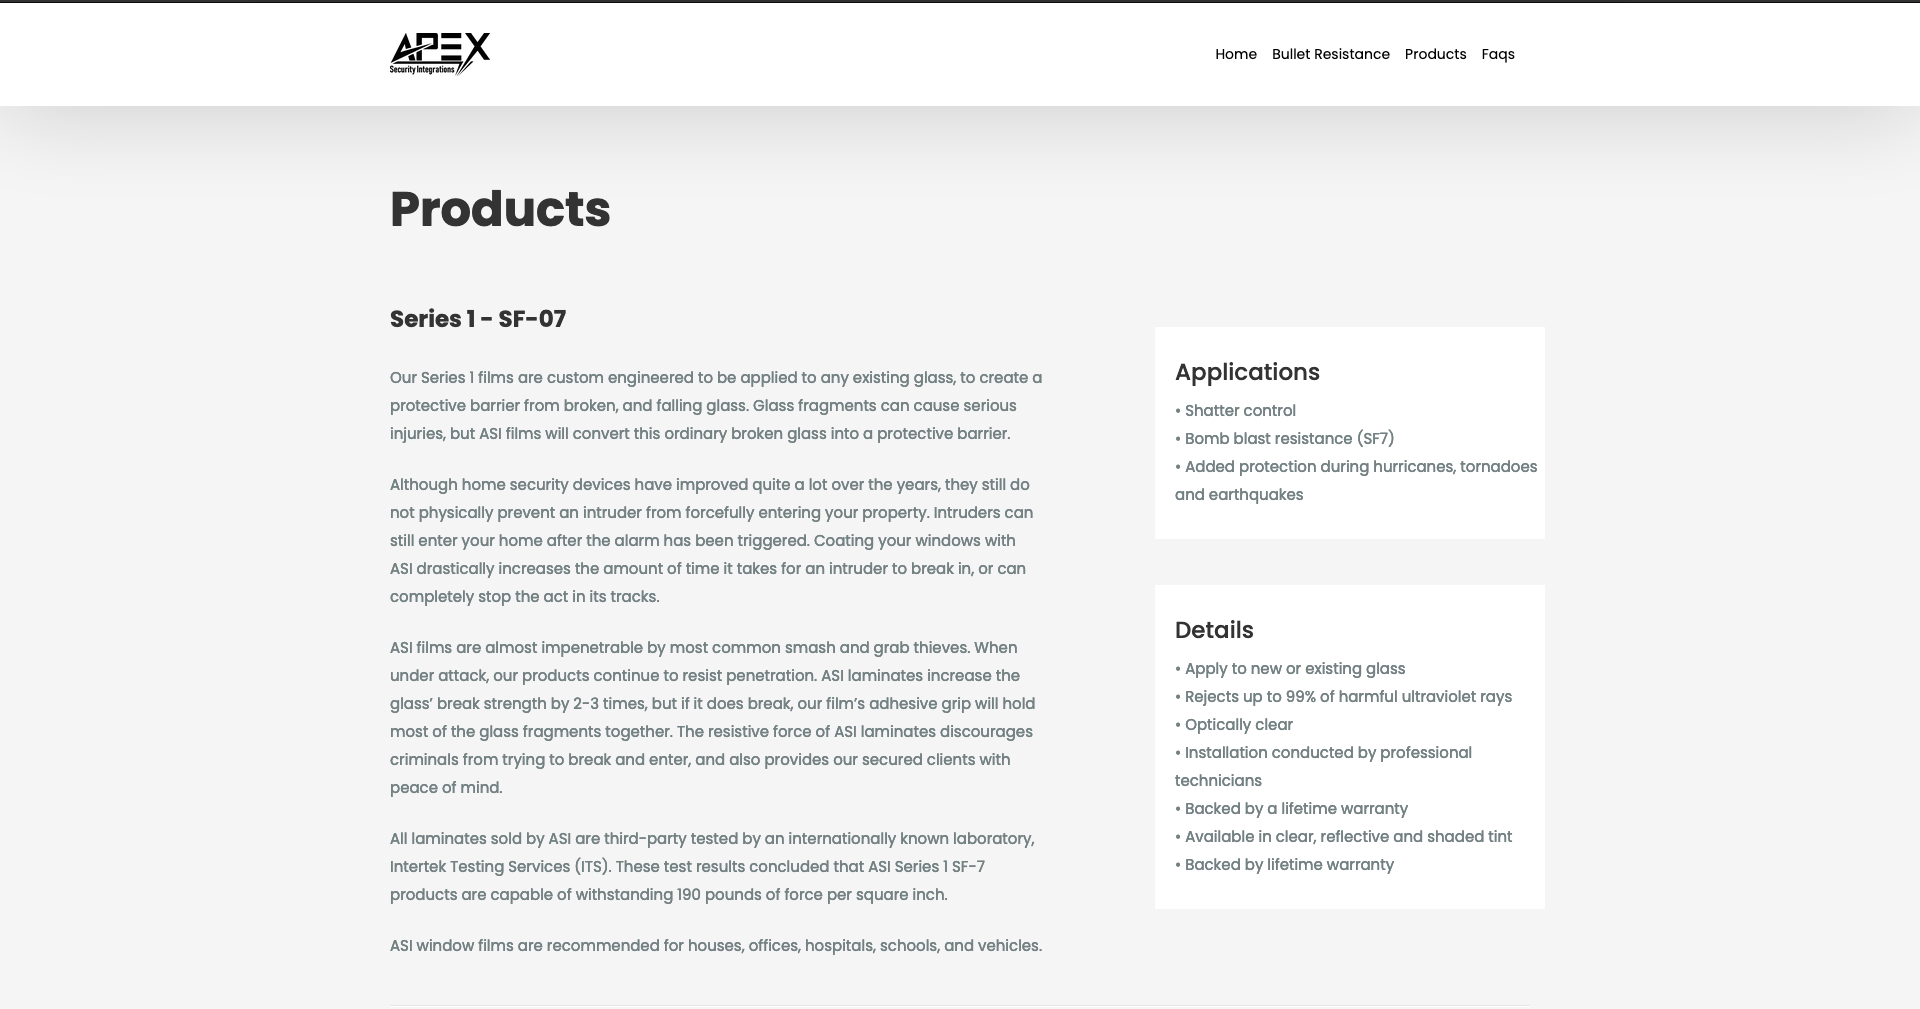 APEX
Security Integrations
Home Bullet Resistance Products Faqs
Products
Series 1 - SF-07
Our Series 1 films are custom engineered to be applied to any existing glass, to create a
protective barrier from broken, and falling glass. Glass fragments can cause serious
injuries, but ASI films will convert this ordinary broken glass into a protective barrier.
Although home security devices have improved quite a lot over the years, they still do
not physically prevent an intruder from forcefully entering your property. Intruders can
still enter your home after the alarm has been triggered. Coating your windows with
ASI drastically increases the amount of time it takes for an intruder to break in, or can
completely stop the act in its tracks.
ASI films are almost impenetrable by most common smash and grab thieves. When
under attack, our products continue to resist penetration. ASI laminates increase the
glass’ break strength by 2-3 times, but if it does break, our film’s adhesive grip will hold
most of the glass fragments together. The resistive force of ASI laminates discourages
criminals from trying to break and enter, and also provides our secured clients with
peace of mind.
All laminates sold by ASI are third-party tested by an internationally known laboratory,
Intertek Testing Services (ITS). These test results concluded that ASI Series 1 SF-7
products are capable of withstanding 190 pounds of force per square inch.
ASI window films are recommended for houses, offices, hospitals, schools, and vehicles.
Applications
• Shatter control
• Bomb blast resistance (SF7)
• Added protection during hurricanes, tornadoes
and earthquakes
Details
• Apply to new or existing glass
• Rejects up to 99% of harmful ultraviolet rays
• Optically clear
• Installation conducted by professional
technicians
• Backed by a lifetime warranty
• Available in clear, reflective and shaded tint
• Backed by lifetime warranty